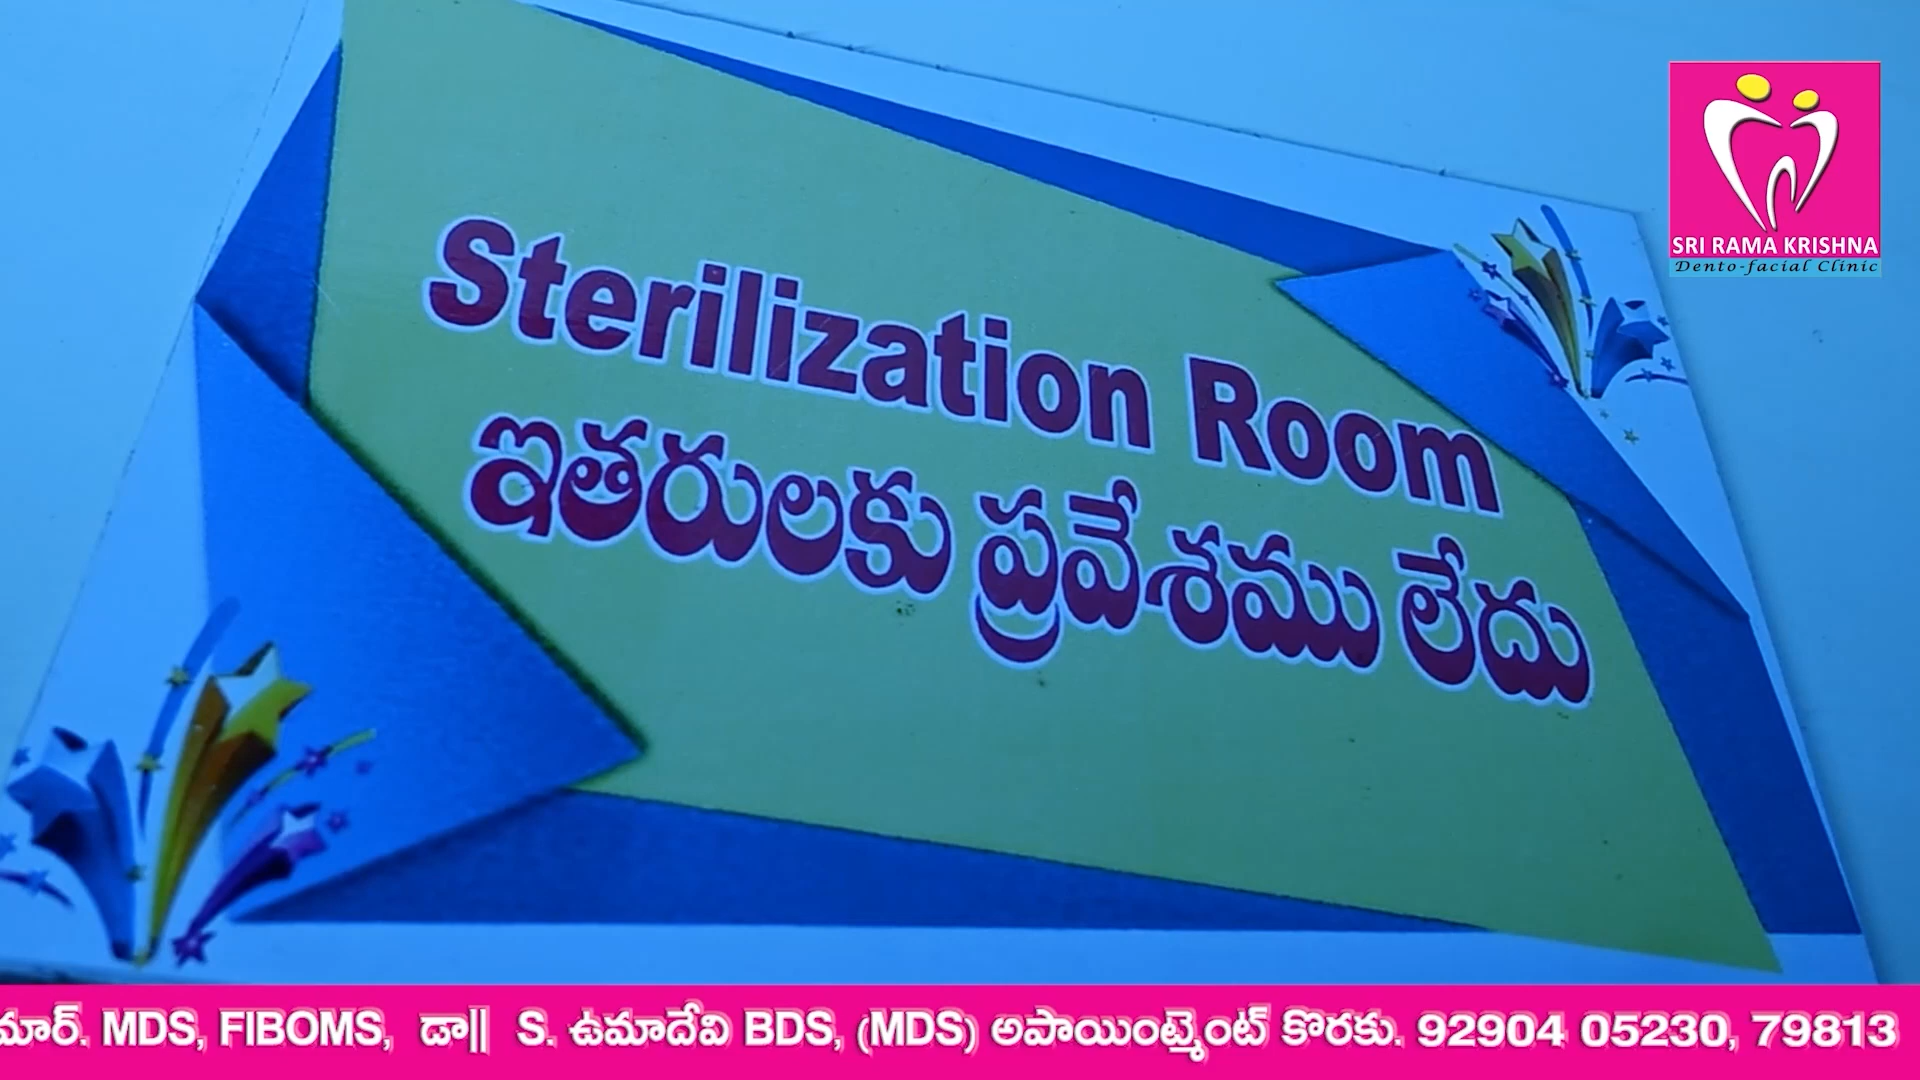 SRI RAMA KRISHNA
Dento-facial Clinic
Sterilization Room
ఇతరులకు ప్రవేశము లేదు
మార్. MDS, FIBOMS, డా|| S. ఉమాదేవి BDS, (MDS) అపాయింట్మెంట్ కొరకు. 92904 05230, 79813